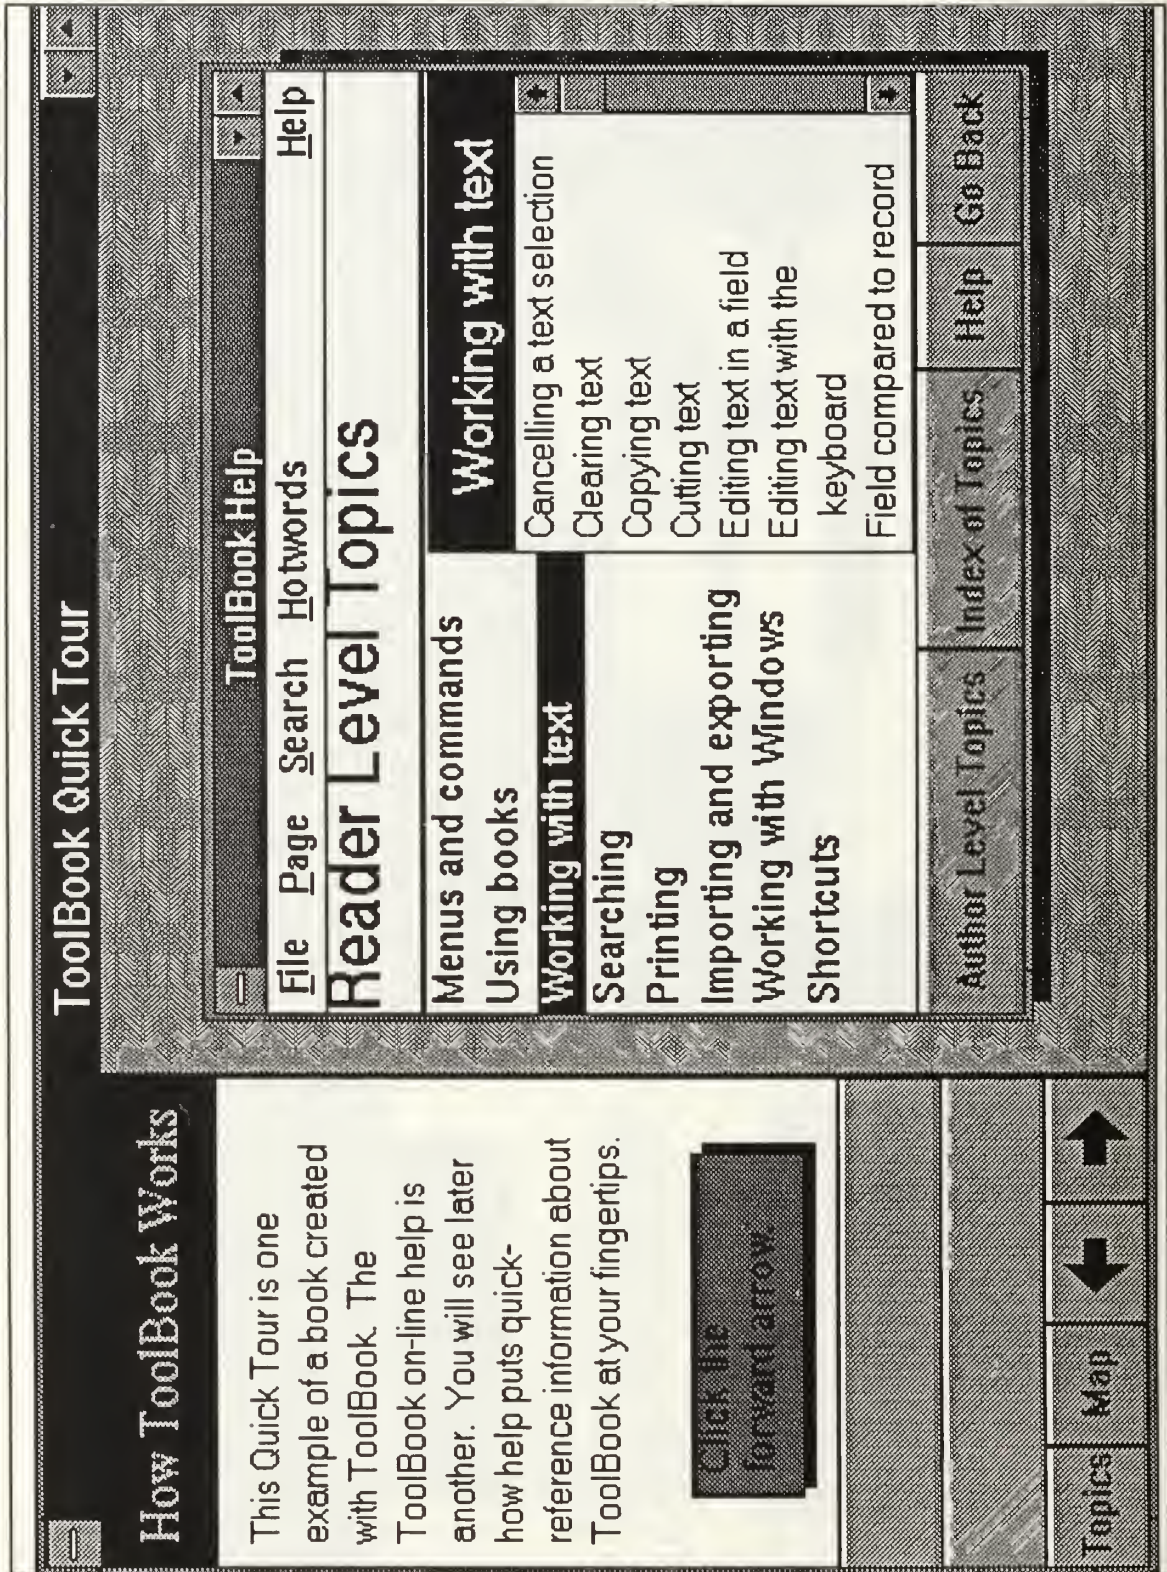 ToolBook Quick Tour
How ToolBook Works
This Quick Tour is one
example of a book created
with ToolBook. The
ToolBook on-line help is
another. You will see later
how help puts quick-
reference information about
ToolBook at your fingertips.
Click the
forward arrow.
Topics Map
ToolBook Help
File Page Search Hotwords Help
Reader Level Topics
Menus and commands
Using books
Working with text
Searching
Printing
Importing and exporting
Working with Windows
Shortcuts
Working with text
Cancelling a text selection
Clearing text
Copying text
Cutting text
Editing text in a field
Editing text with the
keyboard
Field compared to record
Author Level Topics Index of Topics Help Go Back